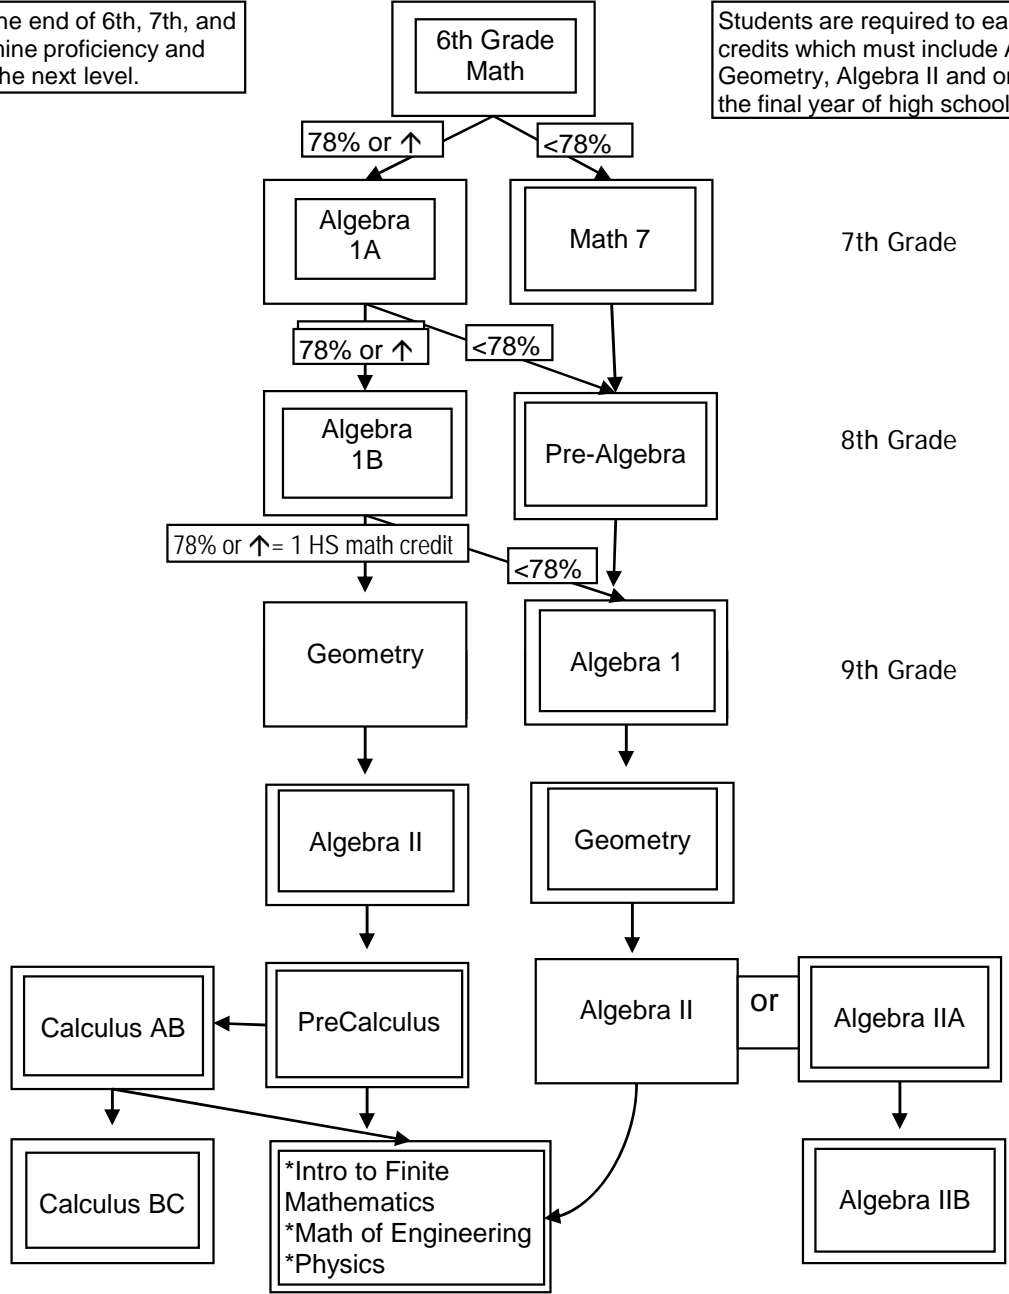 he end of 6th, 7th, and
nine proficiency and
he next level.
6th Grade
Math
Students are required to ea
credits which must include A
Geometry, Algebra II and or
the final year of high school
78% or ↑
<78%
Algebra
1A
Math 7
7th Grade
78% or ↑
<78%
Algebra
1B
Pre-Algebra
8th Grade
78% or ↑= 1 HS math credit
<78%
Geometry
Algebra 1
9th Grade
Algebra II
Geometry
Calculus AB
PreCalculus
Algebra II
or
Algebra IIA
Calculus BC
*Intro to Finite
Mathematics
*Math of Engineering
*Physics
Algebra IIB